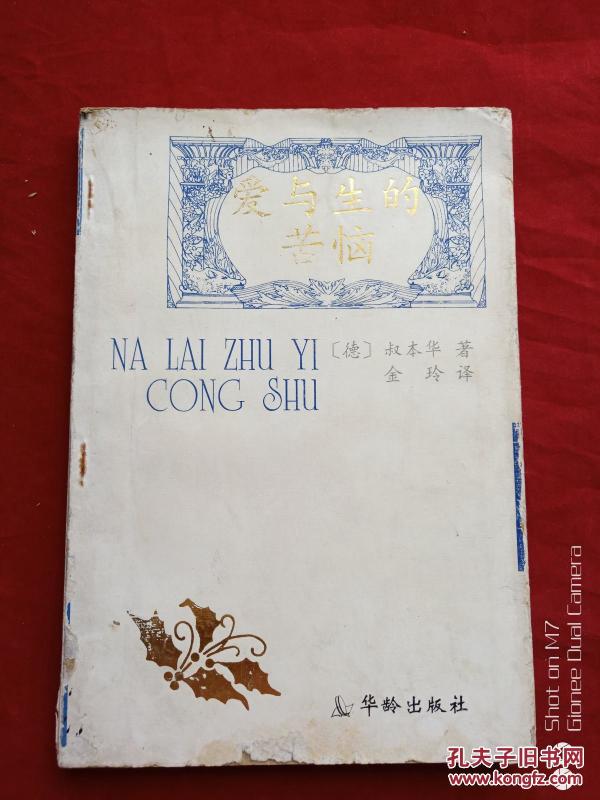 爱与生的
苦恼
NA LAI ZHU YI
CONG SHU
〔德〕 叔本华 著
金 玲 译
华龄出版社
Shot on M7
Gionee Dual Camera
孔夫子旧书网
www.kongfz.com